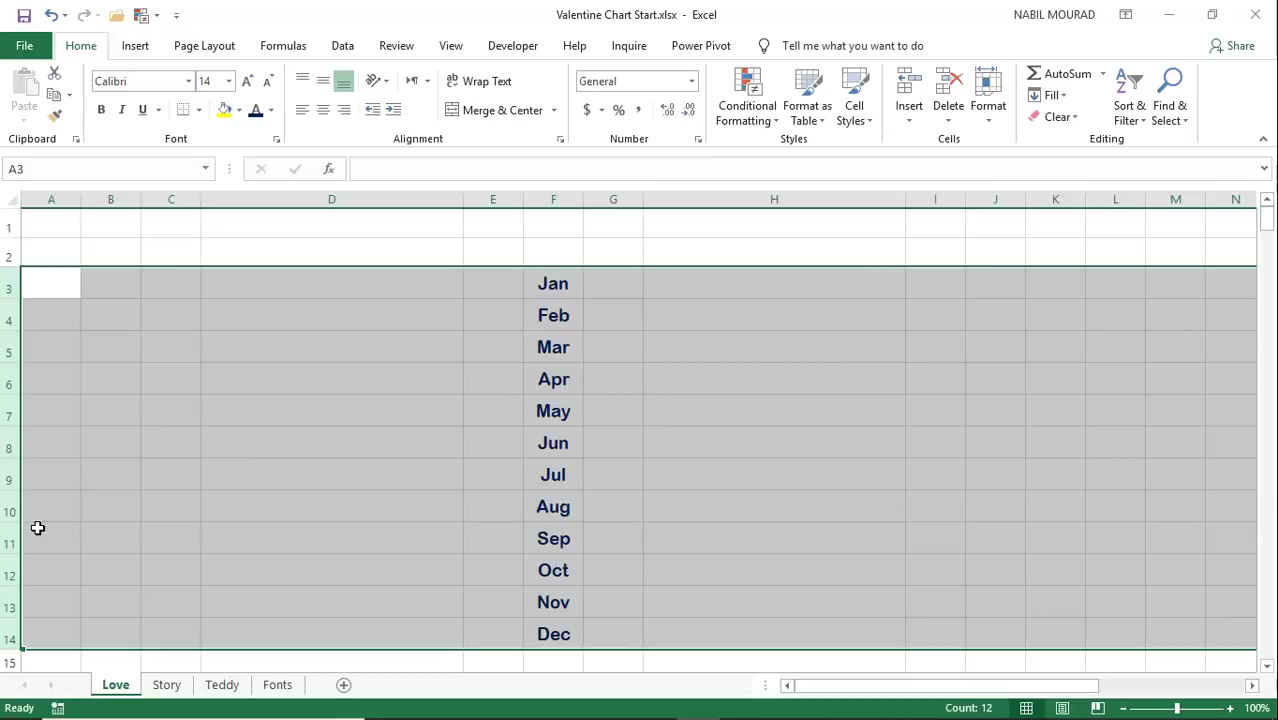 Valentine Chart Start.xlsx - Excel
NABIL MOURAD
File Home Insert Page Layout Formulas Data Review View Developer Help Inquire Power Pivot Tell me what you want to do Share
Paste
Calibri 14
Wrap Text
Merge & Center
General
Conditional Formatting
Format as Table
Cell Styles
Insert
Delete
Format
AutoSum
Fill
Clear
Sort & Filter
Find & Select
Clipboard Font Alignment Number Styles Cells Editing
A3
fx
A B C D E F G H I J K L M N
1
2
3 Jan
4 Feb
5 Mar
6 Apr
7 May
8 Jun
9 Jul
10 Aug
11 Sep
12 Oct
13 Nov
14 Dec
15
Love Story Teddy Fonts
Ready
Count: 12
100%